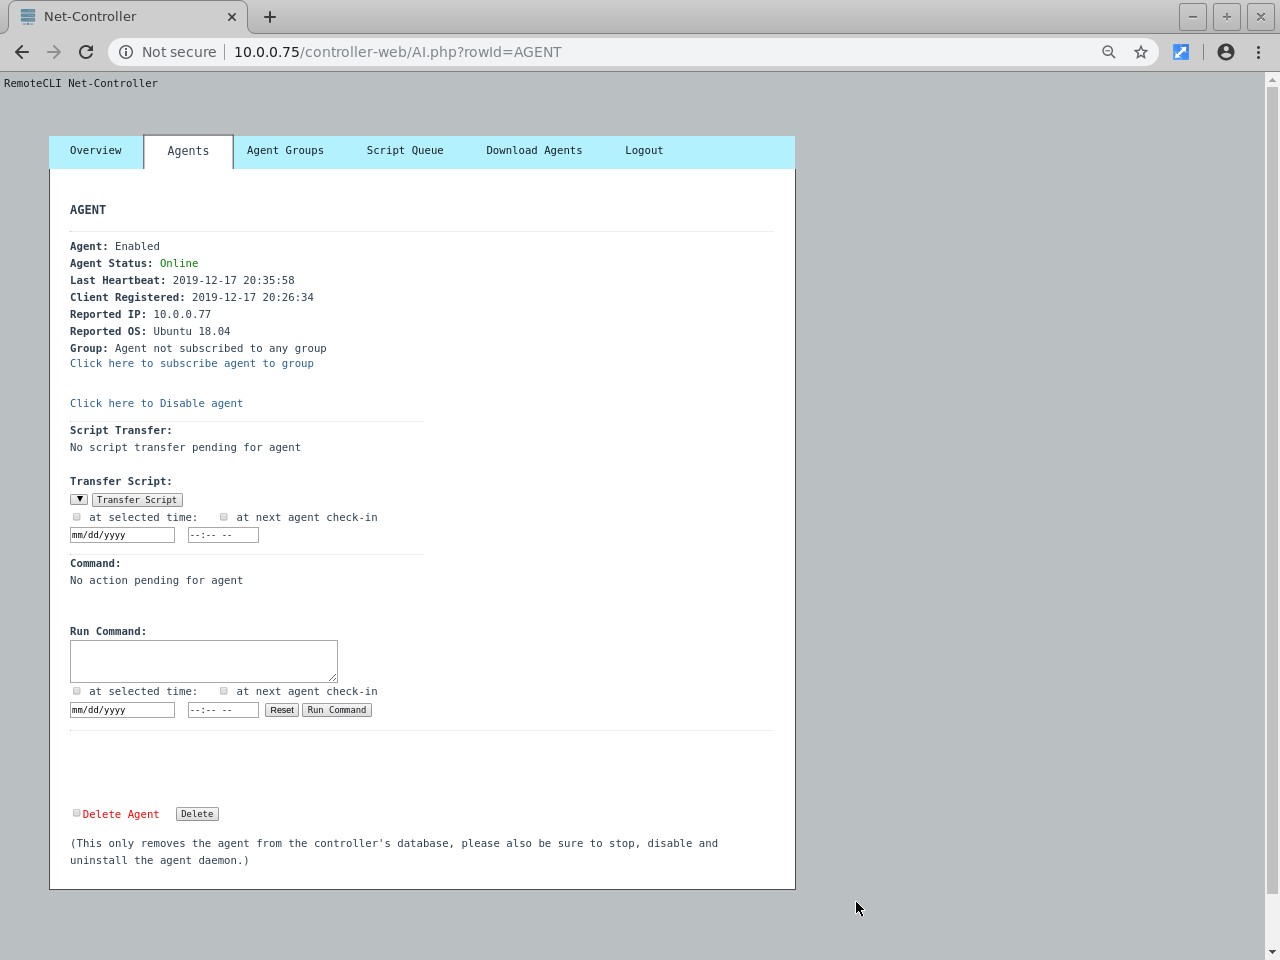 Net-Controller
Not secure 10.0.0.75/controller-web/AI.php?rowId=AGENT
RemoteCLI Net-Controller
Overview Agents Agent Groups Script Queue Download Agents Logout
AGENT
Agent: Enabled
Agent Status: Online
Last Heartbeat: 2019-12-17 20:35:58
Client Registered: 2019-12-17 20:26:34
Reported IP: 10.0.0.77
Reported OS: Ubuntu 18.04
Group: Agent not subscribed to any group
Click here to subscribe agent to group
Click here to Disable agent
Script Transfer:
No script transfer pending for agent
Transfer Script:
Transfer Script
at selected time: at next agent check-in
mm/dd/yyyy --:-- --
Command:
No action pending for agent
Run Command:
at selected time: at next agent check-in
mm/dd/yyyy --:-- -- Reset Run Command
Delete Agent Delete
(This only removes the agent from the controller's database, please also be sure to stop, disable and
uninstall the agent daemon.)